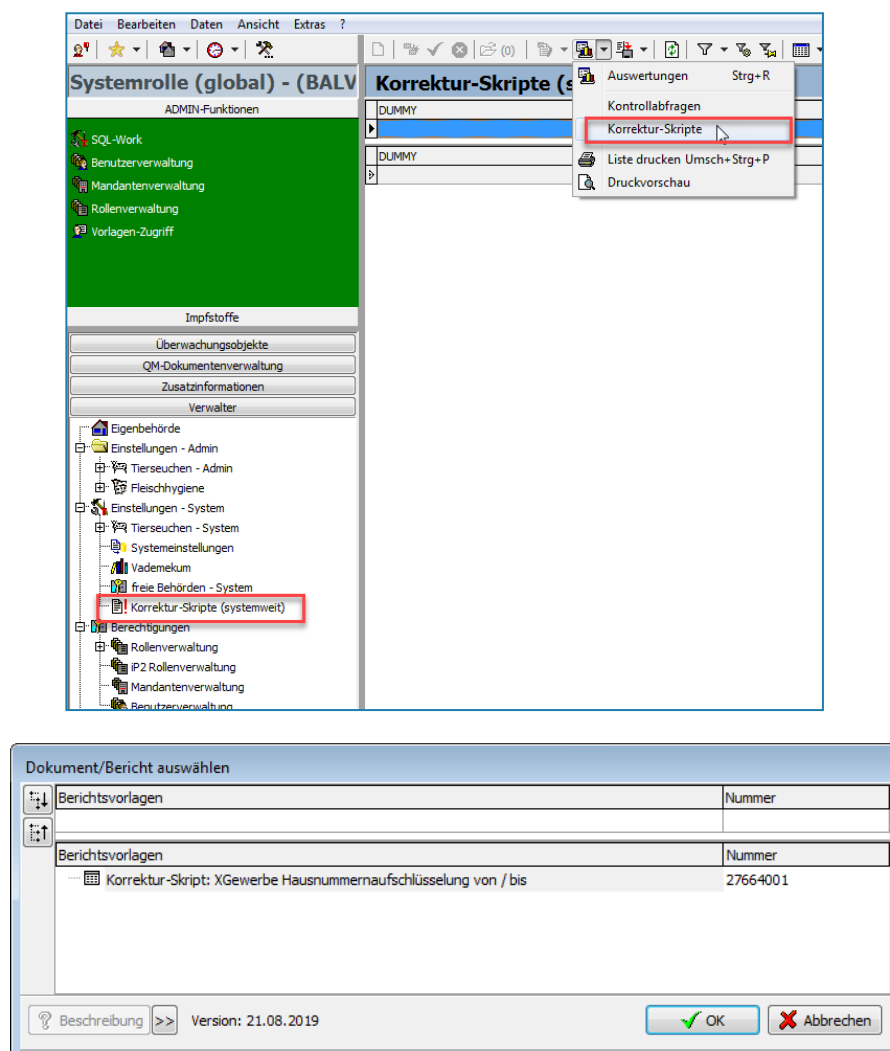 Datei Bearbeiten Daten Ansicht Extras ?
(0)
Systemrolle (global) - (BALV
Korrektur-Skripte (s
Auswertungen Strg+R
Kontrollabfragen
Korrektur-Skripte
Liste drucken Umsch+Strg+P
Druckvorschau
ADMIN-Funktionen
DUMMY
DUMMY
SQL-Work
Benutzerverwaltung
Mandantenverwaltung
Rollenverwaltung
Vorlagen-Zugriff
Impfstoffe
Überwachungsobjekte
QM-Dokumentenverwaltung
Zusatzinformationen
Verwalter
Eigenbehörde
Einstellungen - Admin
Tierseuchen - Admin
Fleischhygiene
Einstellungen - System
Tierseuchen - System
Systemeinstellungen
Vademekum
freie Behörden - System
Korrektur-Skripte (systemweit)
Berechtigungen
Rollenverwaltung
iP2 Rollenverwaltung
Mandantenverwaltung
Benutzerverwaltung
Dokument/Bericht auswählen
Berichtsvorlagen Nummer
Berichtsvorlagen Nummer
Korrektur-Skript: XGewerbe Hausnummernaufschlüsselung von / bis 27664001
Beschreibung >> Version: 21.08.2019 OK Abbrechen